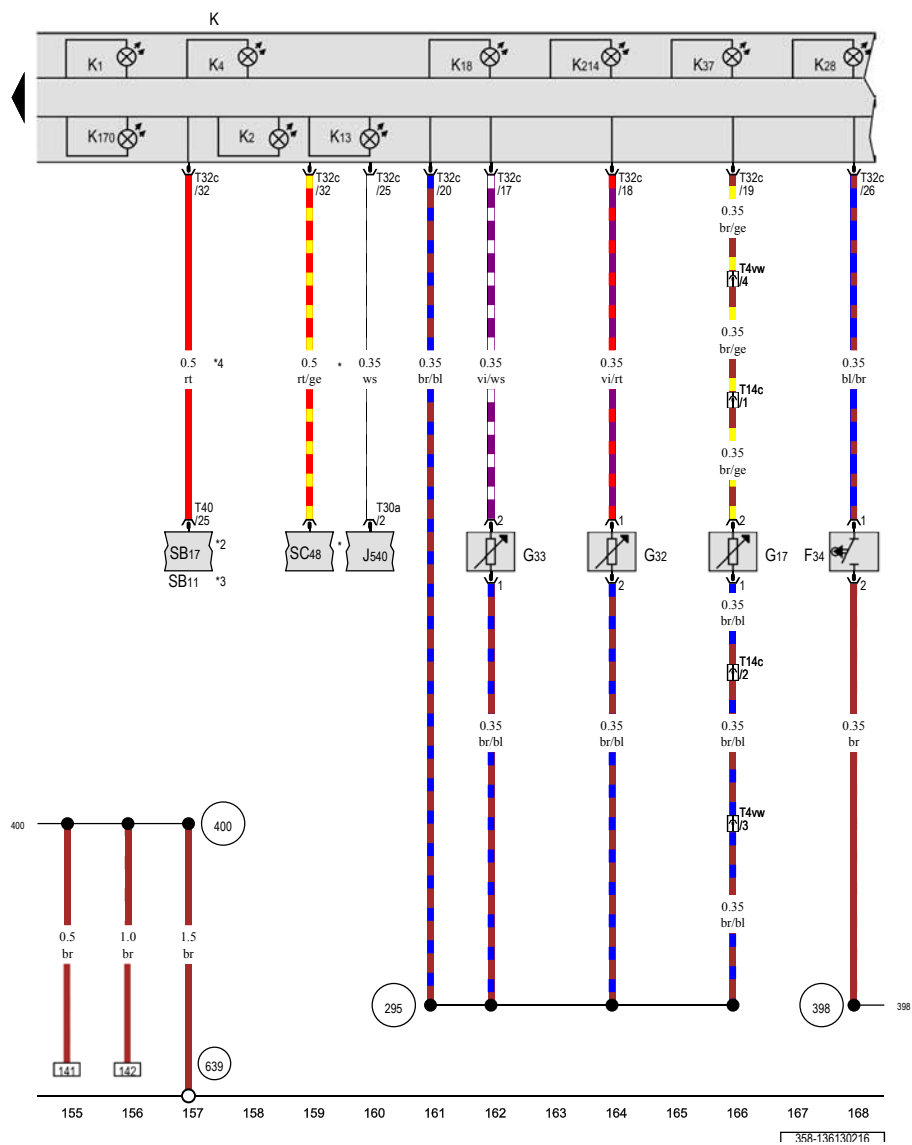 K
K1 K4 K18 K214 K37 K28
K170 K2 K13
T32c T32c T32c T32c T32c T32c T32c T32c
/32 /32 /25 /20 /17 /18 /19 /26
0.35
br/ge
T4vw
/4
0.35
br/ge
0.5 *4 0.5 * 0.35 0.35 0.35 0.35 0.35
rt rt/ge ws br/bl vi/ws vi/rt bl/br
T14c
/1
0.35
br/ge
T40 T30a
/25 /2 2 1 2 1
SB17 *2 SC48 * J540 G33 G32 G17 F34
SB11 *3
1 2 1 2
0.35
br/bl
T14c
/2
0.35 0.35 0.35 0.35
br/bl br/bl br/bl br
T4vw
/3
400 400
0.35
br/bl
0.5 1.0 1.5
br br br
295 398 398
141 142 639
155 156 157 158 159 160 161 162 163 164 165 166 167 168
358-136130216